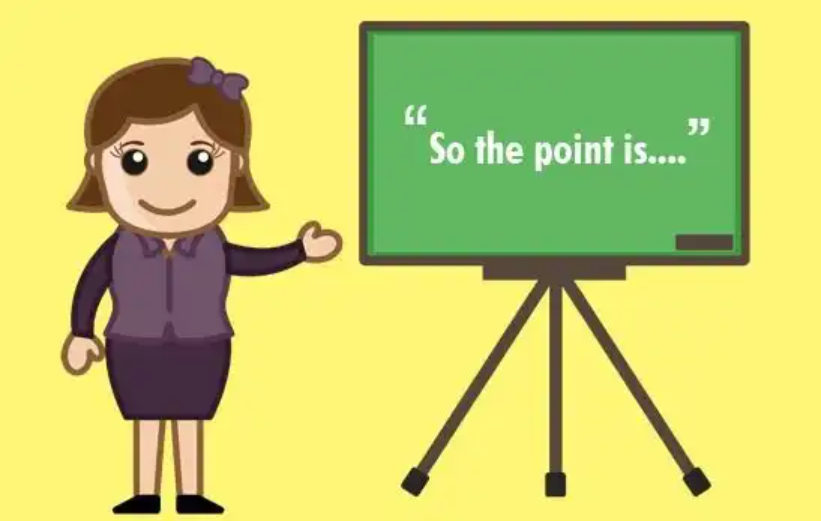 “So the point is....”